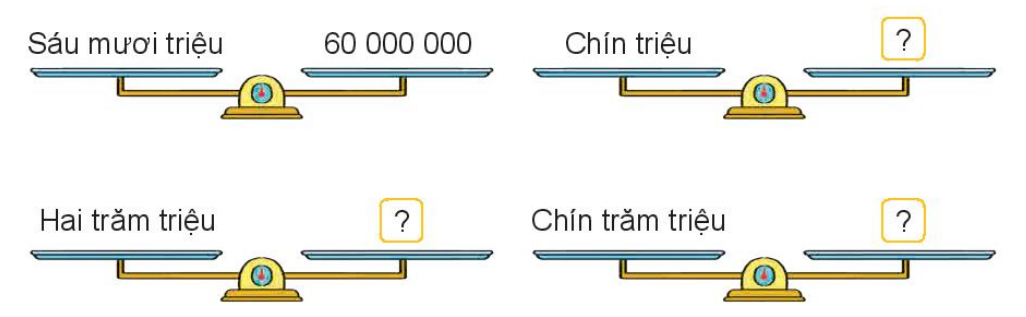 Sáu mươi triệu 60 000 000 Chín triệu ?
Hai trăm triệu ? Chín trăm triệu ?